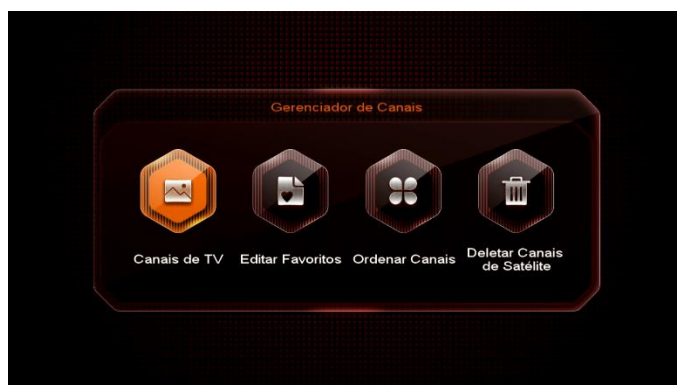 Gerenciador de Canais
Canais de TV
Editar Favoritos
Ordenar Canais
Deletar Canais
de Satélite